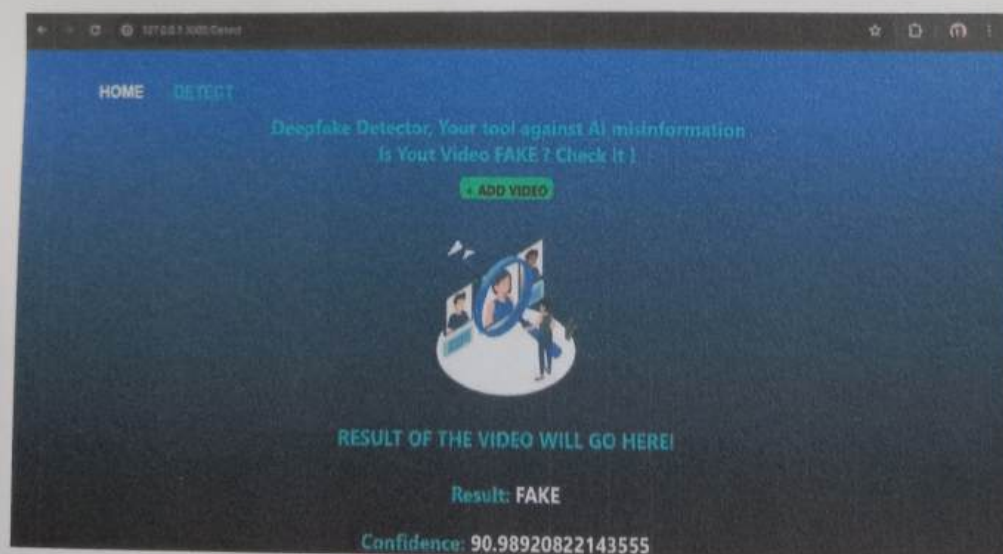 HOME DETECT
Deepfake Detector, Your tool against AI misinformation
Is Yout Video FAKE ? Check it !
+ ADD VIDEO
RESULT OF THE VIDEO WILL GO HERE!
Result: FAKE
Confidence: 90.98920822143555